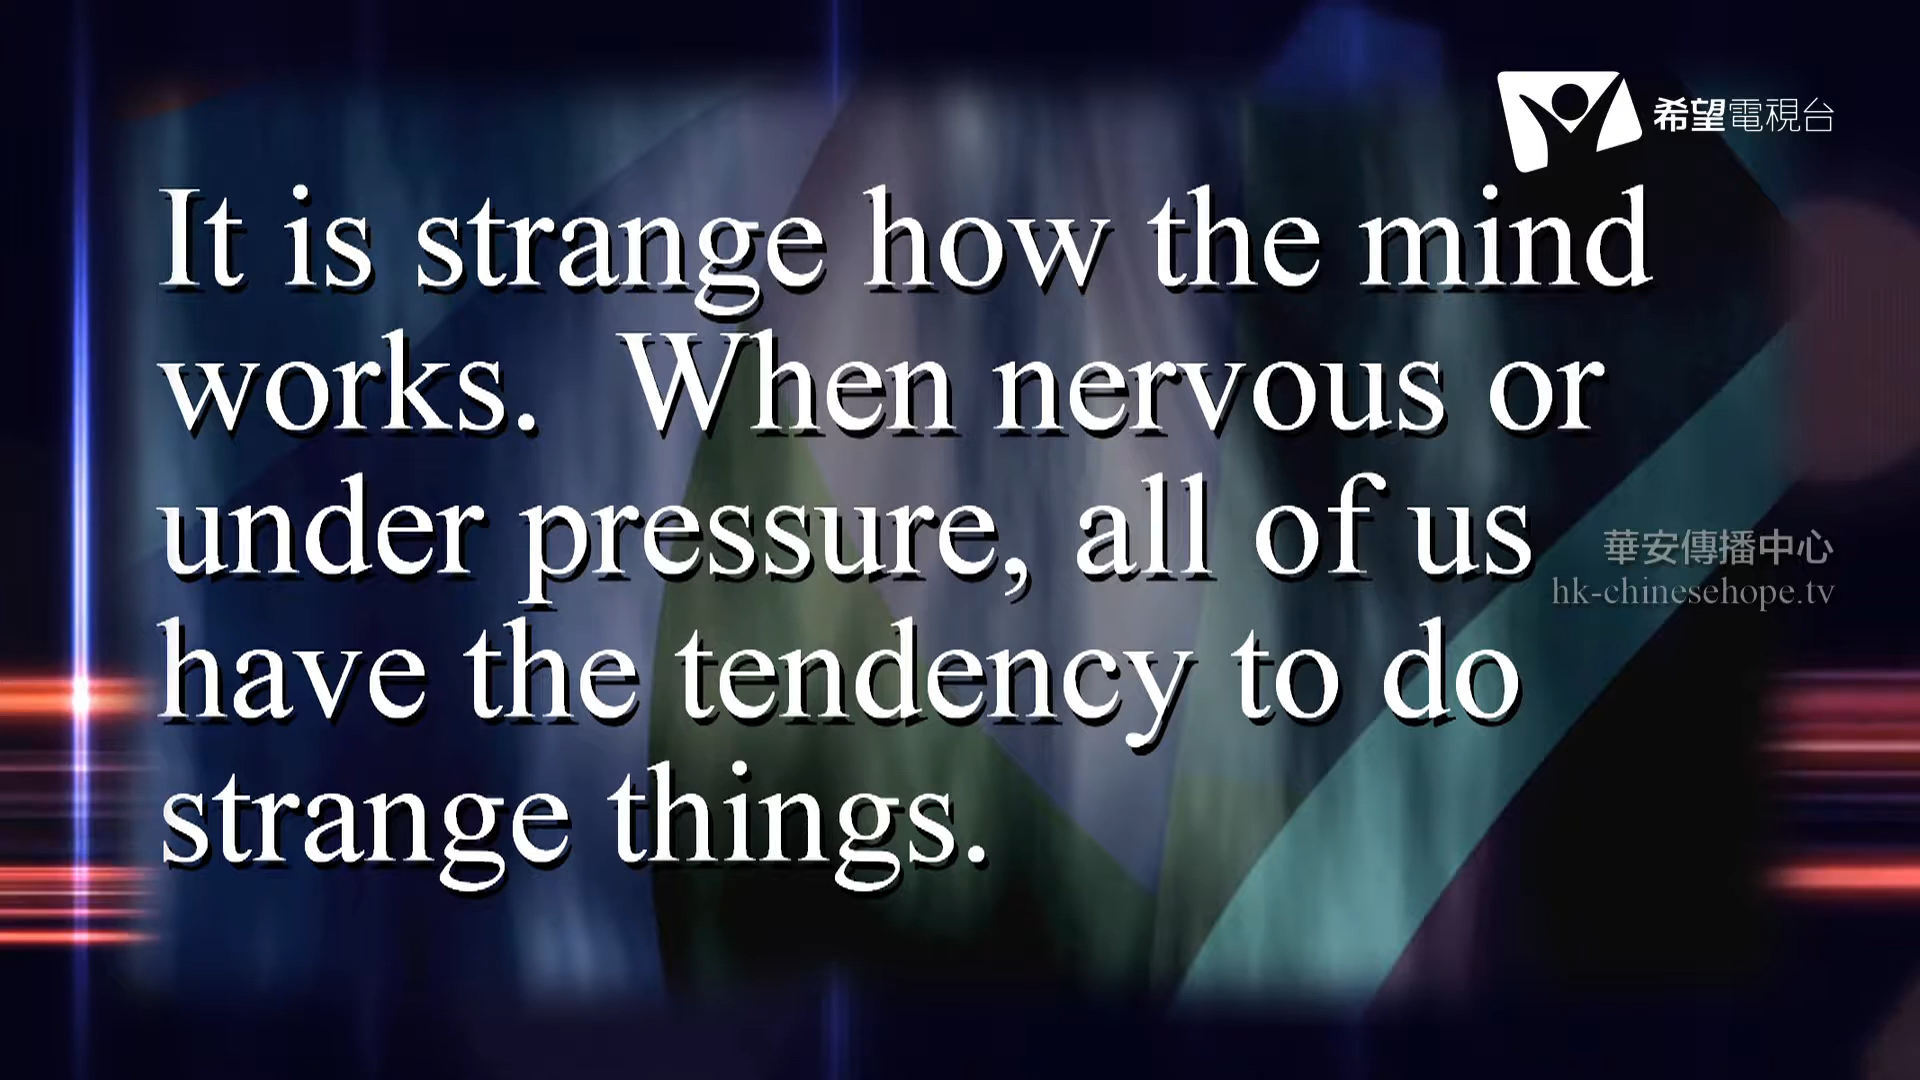 希望電視台
It is strange how the mind
works.  When nervous or
under pressure, all of us
have the tendency to do
strange things.
華安傳播中心
hk-chinesehope.tv